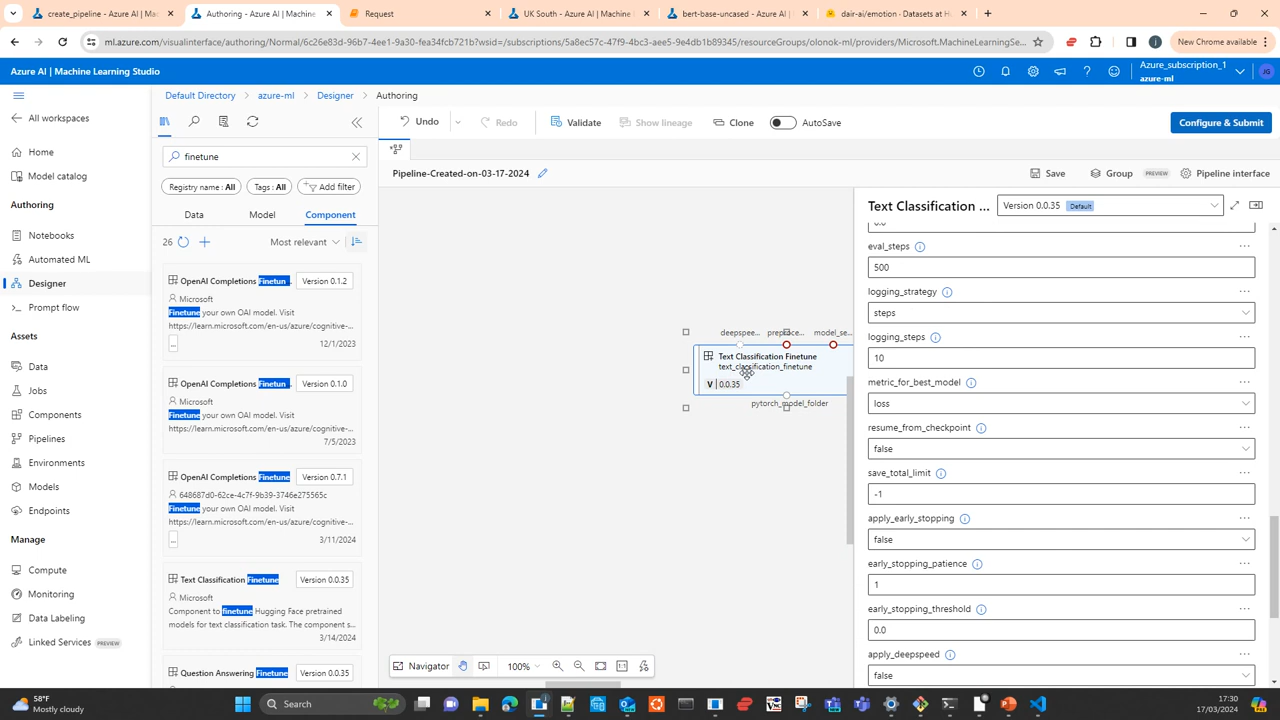 create_pipeline - Azure AI | Mac
Authoring - Azure AI | Machine
Request
UK South - Azure AI | Machine
bert-base-uncased - Azure AI |
dair-ai/emotion · Datasets at H
ml.azure.com/visualinterface/authoring/Normal/6c26e83d-96b7-4ee1-9a30-fea34fcb721b?wsid=/subscriptions/5a8ec57c-47f9-4bc3-aee5-9e4db1b89345/resourceGroups/olonok-ml/providers/Microsoft.MachineLearningSe...
New Chrome available
Azure AI | Machine Learning Studio
Azure_subscription_1
azure-ml
JG
All workspaces
Default Directory > azure-ml > Designer > Authoring
Undo
Redo
Validate
Show lineage
Clone
AutoSave
Configure & Submit
Home
Model catalog
Authoring
Notebooks
Automated ML
Designer
Prompt flow
Assets
Data
Jobs
Components
Pipelines
Environments
Models
Endpoints
Manage
Compute
Monitoring
Data Labeling
Linked Services PREVIEW
finetune
Registry name : All
Tags : All
Add filter
Data
Model
Component
26
Most relevant
OpenAI Completions Finetun.
Version 0.1.2
Microsoft
Finetune your own OAI model. Visit
https://learn.microsoft.com/en-us/azure/cognitive-...
...
12/1/2023
OpenAI Completions Finetun.
Version 0.1.0
Microsoft
Finetune your own OAI model. Visit
https://learn.microsoft.com/en-us/azure/cognitive-...
7/5/2023
OpenAI Completions Finetune
Version 0.7.1
648687d0-62ce-4c7f-9b39-3746e275565c
Finetune your own OAI model. Visit
https://learn.microsoft.com/en-us/azure/cognitive-...
...
3/11/2024
Text Classification Finetune
Version 0.0.35
Microsoft
Component to finetune Hugging Face pretrained
models for text classification task. The component s...
3/14/2024
Question Answering Finetune
Version 0.0.35
Pipeline-Created-on-03-17-2024
Save
Group PREVIEW
Pipeline interface
deepspee...
model_se...
Text Classification Finetune
text_classification_finetune
V | 0.0.35
pytorch_model_folder
Navigator
100%
1:1
Text Classification ...
Version 0.0.35 Default
0.0
eval_steps
500
logging_strategy
steps
logging_steps
10
metric_for_best_model
loss
resume_from_checkpoint
false
save_total_limit
-1
apply_early_stopping
false
early_stopping_patience
1
early_stopping_threshold
0.0
apply_deepspeed
false
58°F
Mostly cloudy
Search
17:30
17/03/2024